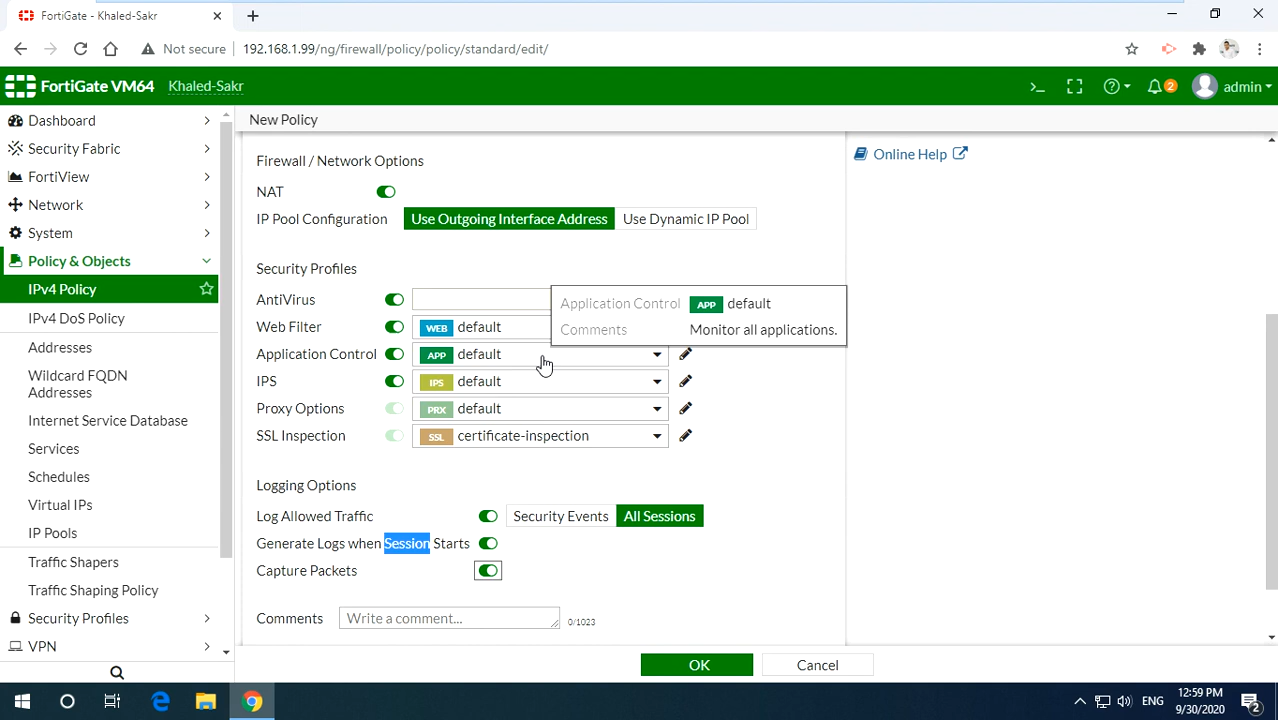 FortiGate - Khaled-Sakr
Not secure 192.168.1.99/ng/firewall/policy/policy/standard/edit/
FortiGate VM64 Khaled-Sakr
2 admin
Dashboard
Security Fabric
FortiView
Network
System
Policy & Objects
IPv4 Policy
IPv4 DoS Policy
Addresses
Wildcard FQDN
Addresses
Internet Service Database
Services
Schedules
Virtual IPs
IP Pools
Traffic Shapers
Traffic Shaping Policy
Security Profiles
VPN
New Policy
Firewall / Network Options
NAT
IP Pool Configuration Use Outgoing Interface Address Use Dynamic IP Pool
Security Profiles
AntiVirus
Web Filter WEB default
Application Control APP default
IPS IPS default
Proxy Options PRX default
SSL Inspection SSL certificate-inspection
Application Control APP default
Comments Monitor all applications.
Logging Options
Log Allowed Traffic Security Events All Sessions
Generate Logs when Session Starts
Capture Packets
Comments Write a comment... 0/1023
OK Cancel
Online Help
ENG 12:59 PM
9/30/2020
2